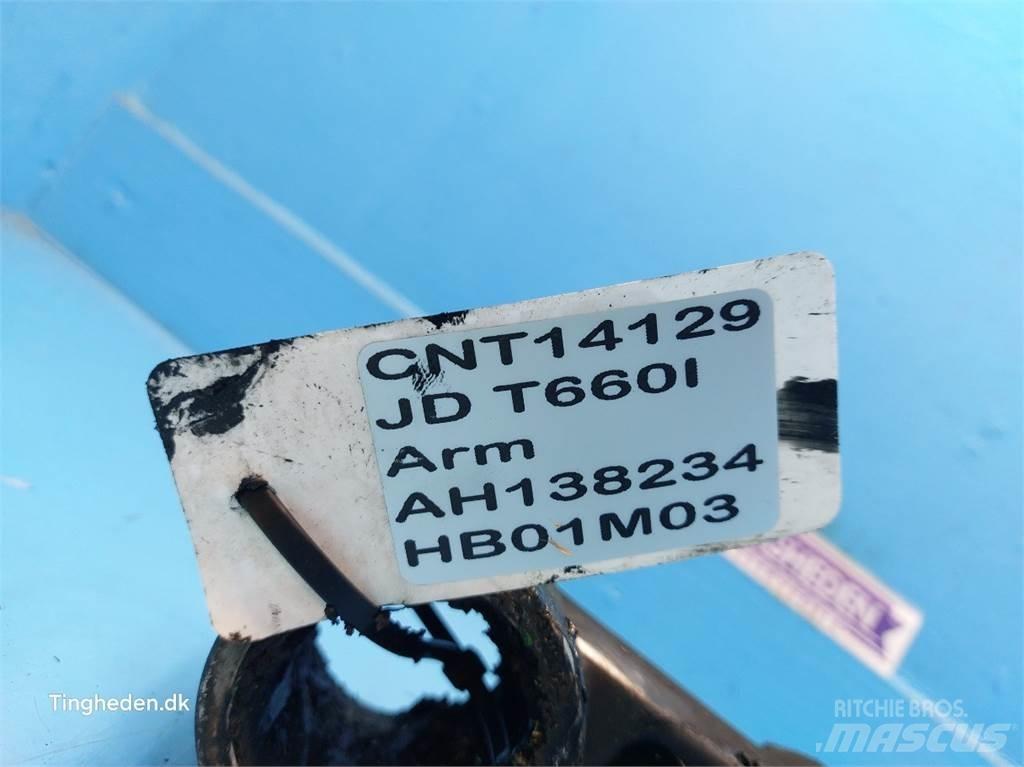 CNT14129
JD T660I
Arm
AH138234
HB01M03
Tingheden.dk
RITCHIE BROS.
MASCUS